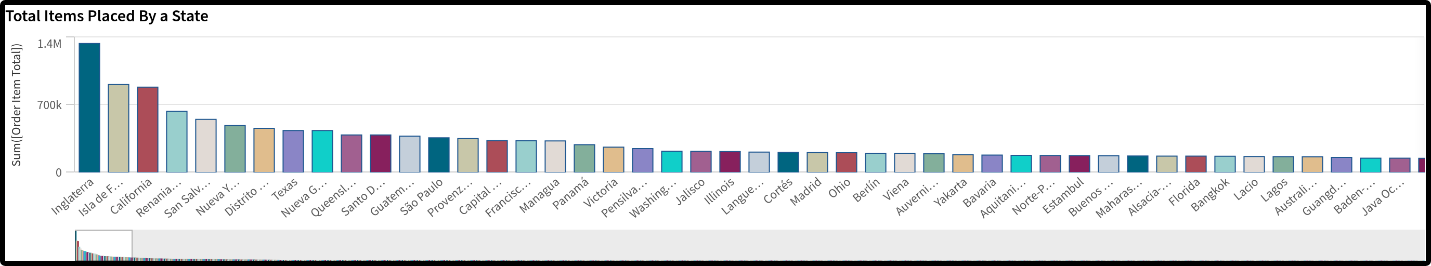 Total Items Placed By a State
Sum([Order Item Total])
1.4M
700k
0
Inglaterra
Isla de F...
California
Renania...
San Salv...
Nueva Y...
Distrito ...
Texas
Nueva G...
Queensl...
Santo D...
Guatem...
São Paulo
Provenz...
Capital ...
Francisc...
Managua
Panamá
Victoria
Pensilva...
Washing...
Jalisco
Illinois
Langue...
Cortés
Madrid
Ohio
Berlín
Viena
Auverni...
Yakarta
Bavaria
Aquitani...
Norte-P...
Estambul
Buenos ...
Maharas...
Alsacia-...
Florida
Bangkok
Lacio
Lagos
Australi...
Guangd...
Baden-...
Java Oc...